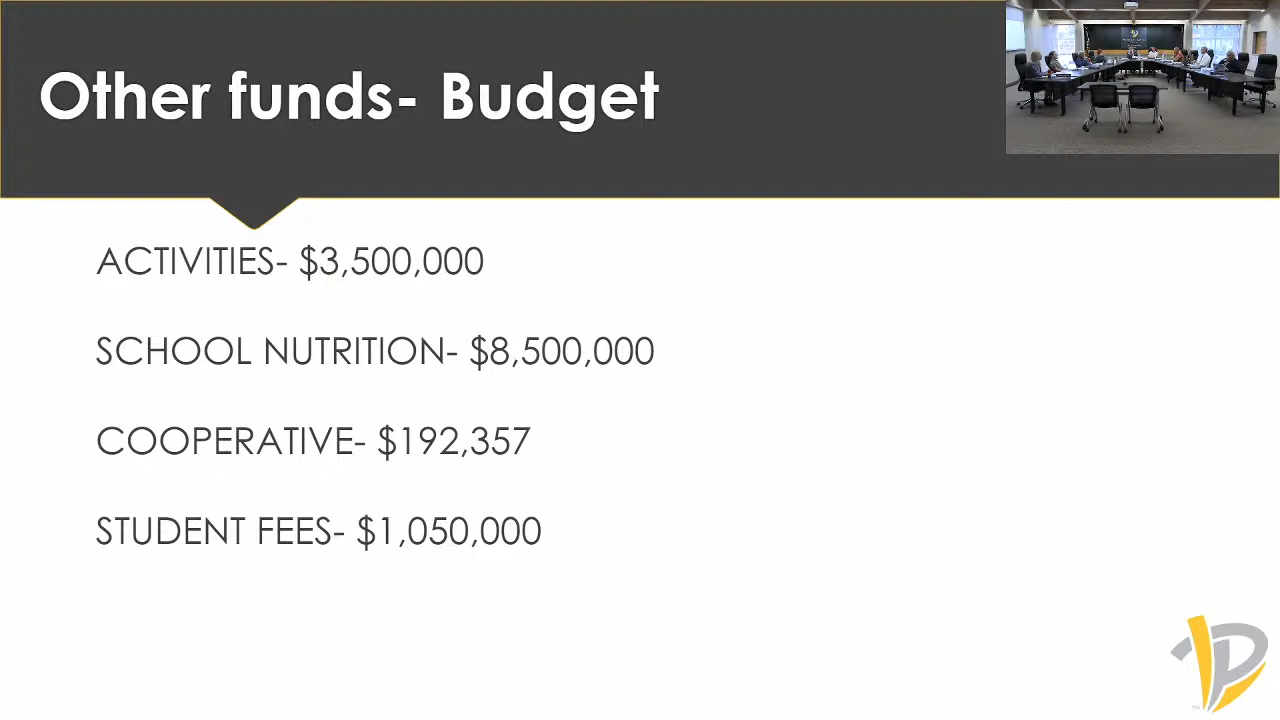 Other funds- Budget
ACTIVITIES- $3,500,000
SCHOOL NUTRITION- $8,500,000
COOPERATIVE- $192,357
STUDENT FEES- $1,050,000